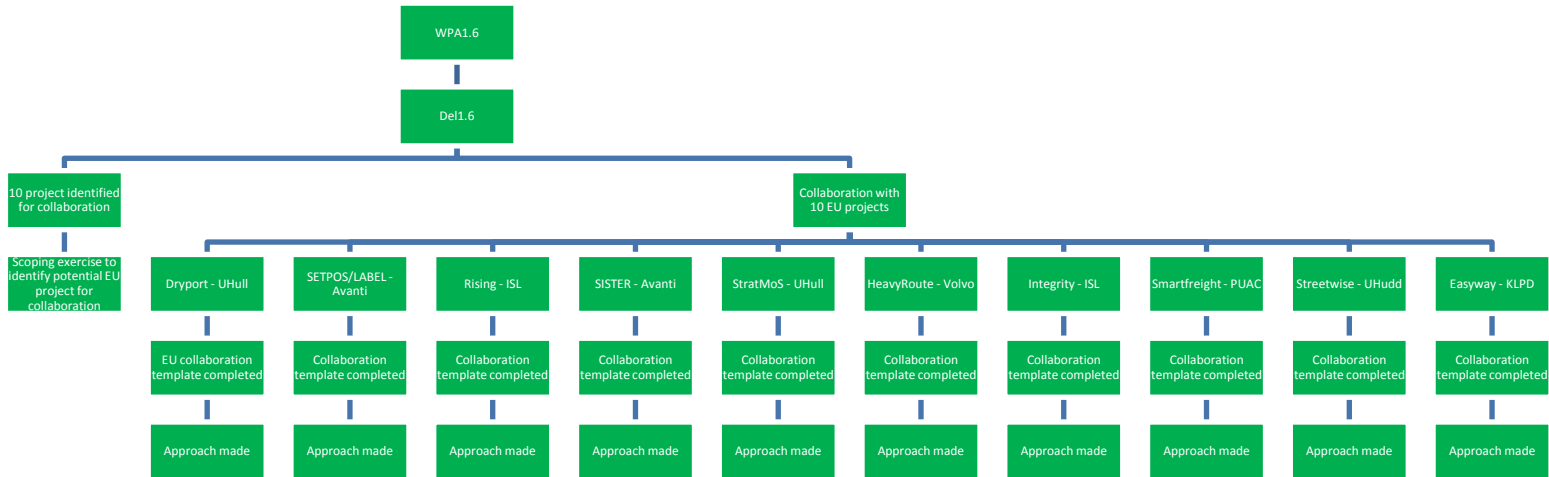 WPA1.6
Del1.6
10 project identified
for collaboration
Collaboration with
10 EU projects
Scoping exercise to
identify potential EU
project for
collaboration
Dryport - UHull
SETPOS/LABEL -
Avanti
Rising - ISL
SISTER - Avanti
StratMoS - UHull
HeavyRoute - Volvo
Integrity - ISL
Smartfreight - PUAC
Streetwise - UHudd
Easyway - KLPD
EU collaboration
template completed
Collaboration
template completed
Collaboration
template completed
Collaboration
template completed
Collaboration
template completed
Collaboration
template completed
Collaboration
template completed
Collaboration
template completed
Collaboration
template completed
Collaboration
template completed
Approach made
Approach made
Approach made
Approach made
Approach made
Approach made
Approach made
Approach made
Approach made
Approach made